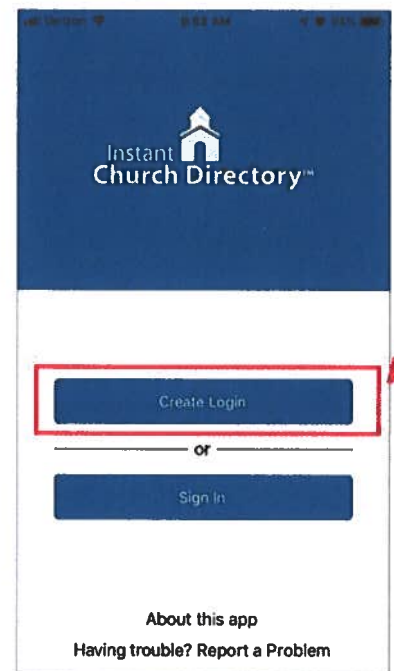 Instant
Church Directory™
Create Login
or
Sign In
About this app
Having trouble? Report a Problem